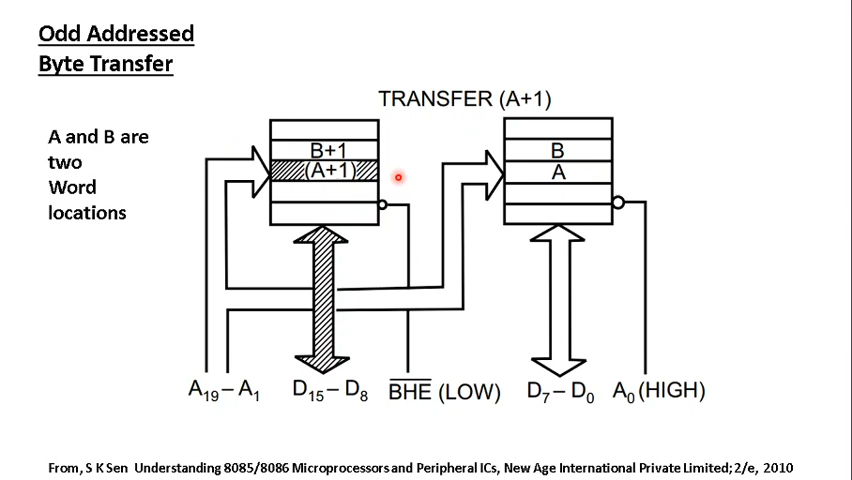 Odd Addressed
Byte Transfer
TRANSFER (A+1)
A and B are
two
Word
locations
B+1
(A+1)
B
A
A19 – A1
D15 – D8
BHE (LOW)
D7 – D0
A0 (HIGH)
From, S K Sen Understanding 8085/8086 Microprocessors and Peripheral ICs, New Age International Private Limited; 2/e, 2010